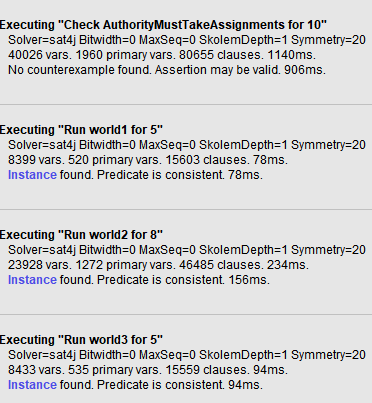 Executing "Check AuthorityMustTakeAssignments for 10"
Solver=sat4j Bitwidth=0 MaxSeq=0 SkolemDepth=1 Symmetry=20
40026 vars. 1960 primary vars. 80655 clauses. 1140ms.
No counterexample found. Assertion may be valid. 906ms.
Executing "Run world1 for 5"
Solver=sat4j Bitwidth=0 MaxSeq=0 SkolemDepth=1 Symmetry=20
8399 vars. 520 primary vars. 15603 clauses. 78ms.
Instance found. Predicate is consistent. 78ms.
Executing "Run world2 for 8"
Solver=sat4j Bitwidth=0 MaxSeq=0 SkolemDepth=1 Symmetry=20
23928 vars. 1272 primary vars. 46485 clauses. 234ms.
Instance found. Predicate is consistent. 156ms.
Executing "Run world3 for 5"
Solver=sat4j Bitwidth=0 MaxSeq=0 SkolemDepth=1 Symmetry=20
8433 vars. 535 primary vars. 15559 clauses. 94ms.
Instance found. Predicate is consistent. 94ms.